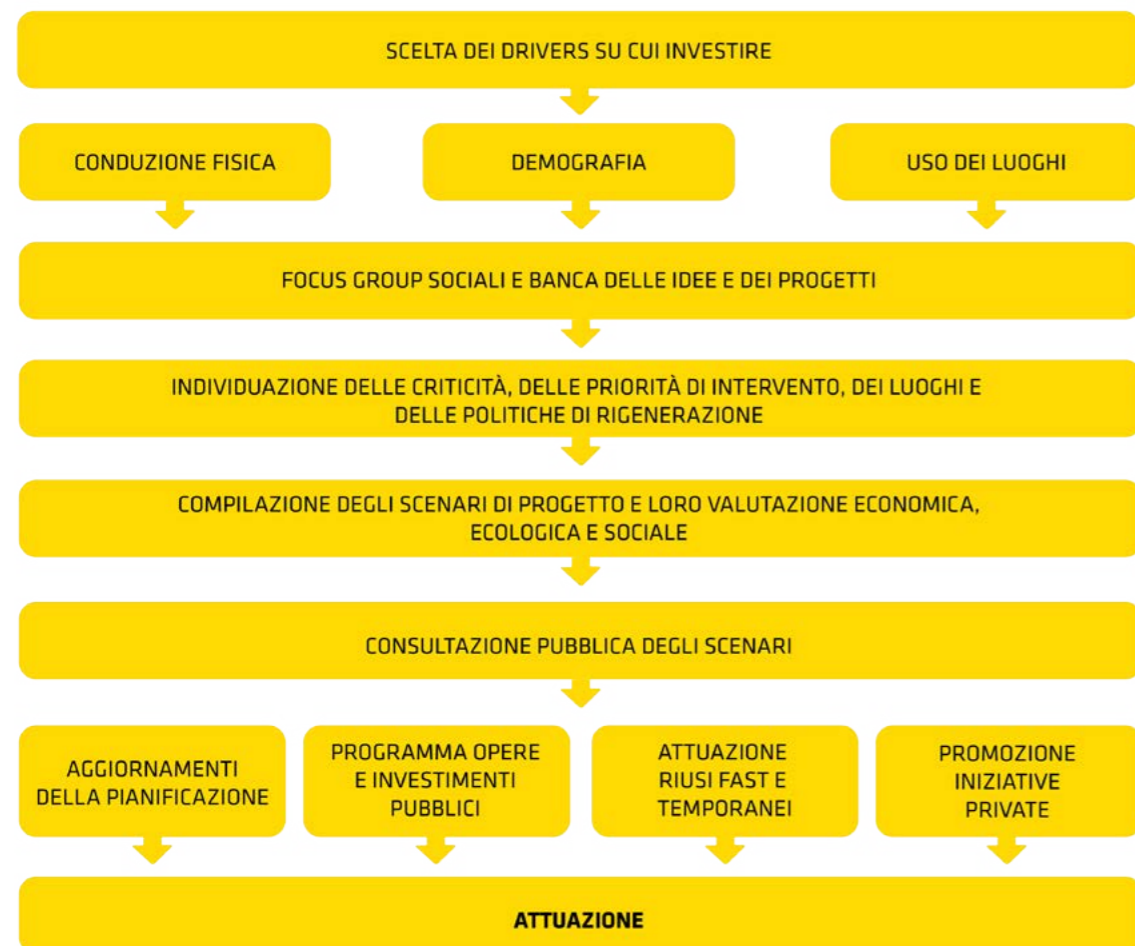 SCELTA DEI DRIVERS SU CUI INVESTIRE
CONDUZIONE FISICA
DEMOGRAFIA
USO DEI LUOGHI
FOCUS GROUP SOCIALI E BANCA DELLE IDEE E DEI PROGETTI
INDIVIDUAZIONE DELLE CRITICITÀ, DELLE PRIORITÀ DI INTERVENTO, DEI LUOGHI E
DELLE POLITICHE DI RIGENERAZIONE
COMPILAZIONE DEGLI SCENARI DI PROGETTO E LORO VALUTAZIONE ECONOMICA,
ECOLOGICA E SOCIALE
CONSULTAZIONE PUBBLICA DEGLI SCENARI
AGGIORNAMENTI
DELLA PIANIFICAZIONE
PROGRAMMA OPERE
E INVESTIMENTI
PUBBLICI
ATTUAZIONE
RIUSI FAST E
TEMPORANEI
PROMOZIONE
INIZIATIVE
PRIVATE
ATTUAZIONE